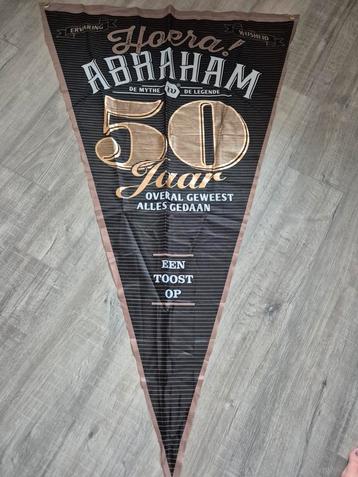 ERVARING
WIJSHEID
Hoera!
ABRAHAM
DE MYTHE DE LEGENDE
50
Jaar
OVERAL GEWEEST
ALLES GEDAAN
EEN
TOOST
OP